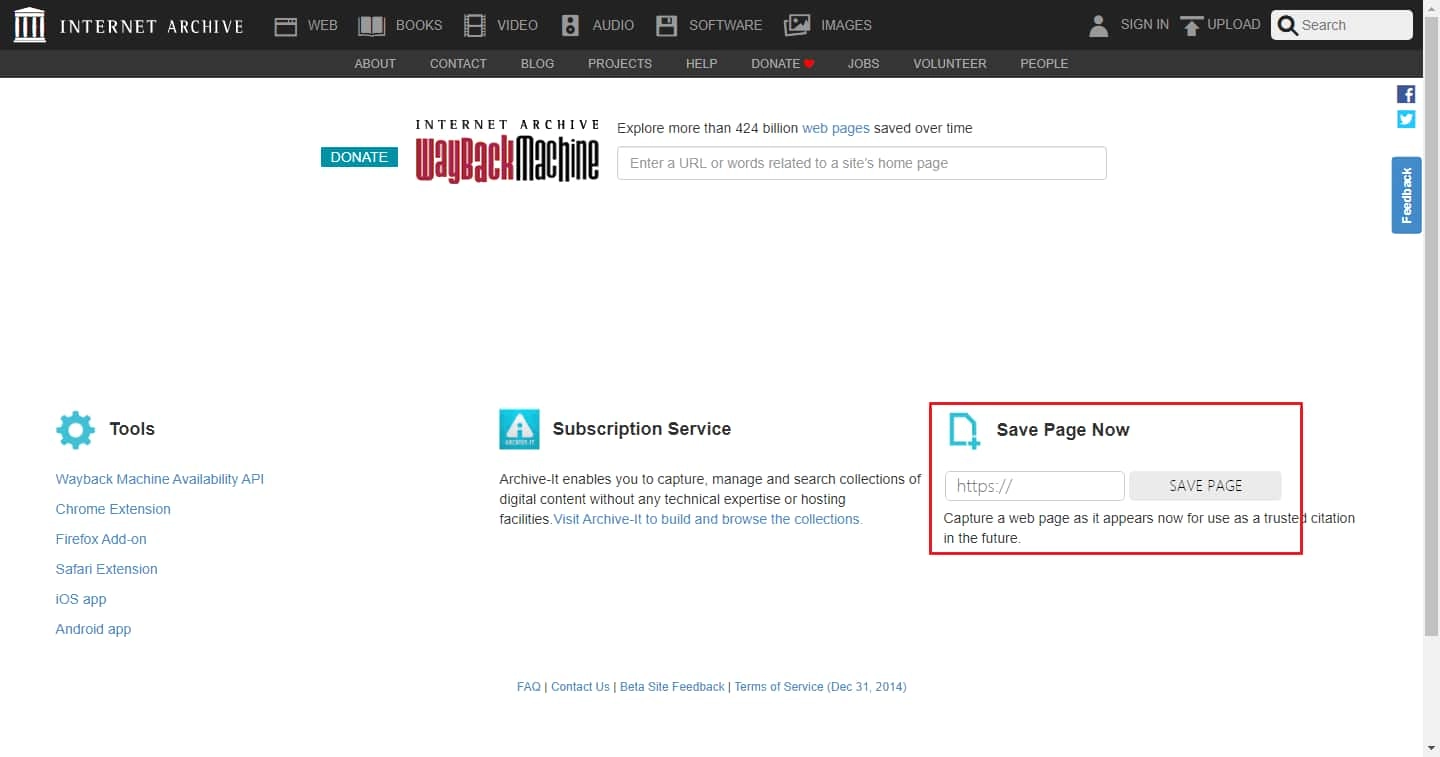 INTERNET ARCHIVE WEB BOOKS VIDEO AUDIO SOFTWARE IMAGES SIGN IN UPLOAD Search
ABOUT CONTACT BLOG PROJECTS HELP DONATE JOBS VOLUNTEER PEOPLE
INTERNET ARCHIVE
WayBackMachine
DONATE
Explore more than 424 billion web pages saved over time
Enter a URL or words related to a site's home page
Feedback
Tools
Wayback Machine Availability API
Chrome Extension
Firefox Add-on
Safari Extension
iOS app
Android app
ARCHIVE-IT
Subscription Service
Archive-It enables you to capture, manage and search collections of
digital content without any technical expertise or hosting
facilities.Visit Archive-It to build and browse the collections.
Save Page Now
https:// SAVE PAGE
Capture a web page as it appears now for use as a trusted citation
in the future.
FAQ | Contact Us | Beta Site Feedback | Terms of Service (Dec 31, 2014)